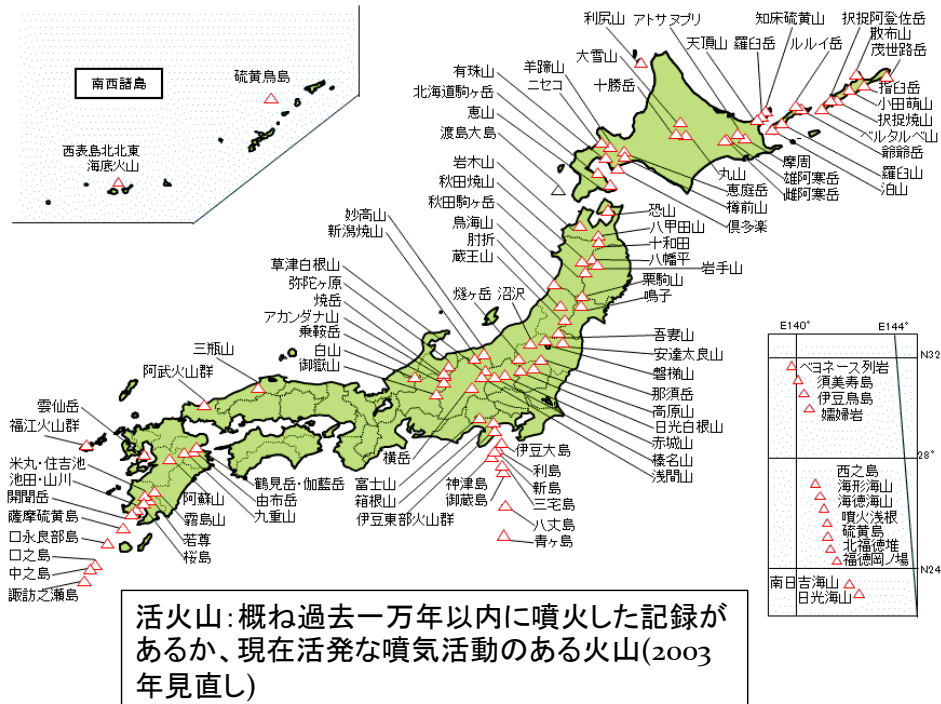 南西諸島
硫黄鳥島
西表島北北東
海底火山
利尻山
アトサヌプリ
知床硫黄山
択捉阿登佐岳
天頂山
羅臼岳
ルルイ岳
散布山
茂世路岳
大雪山
羊蹄山
十勝岳
有珠山
ニセコ
北海道駒ヶ岳
恵山
渡島大島
指臼岳
小田萌山
択捉焼山
ベルタルベ山
爺爺岳
羅臼山
泊山
摩周
雄阿寒岳
雌阿寒岳
丸山
恵庭岳
樽前山
倶多楽
岩木山
秋田焼山
秋田駒ヶ岳
鳥海山
肘折
蔵王山
恐山
八甲田山
十和田
八幡平
岩手山
栗駒山
鳴子
妙高山
新潟焼山
草津白根山
弥陀ヶ原
焼岳
アカンダナ山
乗鞍岳
白山
御嶽山
燧ヶ岳
沼沢
吾妻山
安達太良山
磐梯山
那須岳
高原山
日光白根山
赤城山
榛名山
浅間山
三瓶山
阿武火山群
雲仙岳
福江火山群
米丸・住吉池
池田・山川
開聞岳
薩摩硫黄島
口永良部島
口之島
中之島
諏訪之瀬島
鶴見岳・伽藍岳
由布岳
九重山
阿蘇山
霧島山
若尊
桜島
横岳
富士山
箱根山
伊豆東部火山群
伊豆大島
利島
新島
神津島
三宅島
御蔵島
八丈島
青ヶ島
E140°
E144°
N32
ベヨネース列岩
須美寿島
伊豆鳥島
孀婦岩
28°
西之島
海形海山
海徳海山
噴火浅根
硫黄島
北福徳堆
福徳岡ノ場
N24
南日吉海山
日光海山
活火山：概ね過去一万年以内に噴火した記録が
あるか、現在活発な噴気活動のある火山(2003
年見直し)